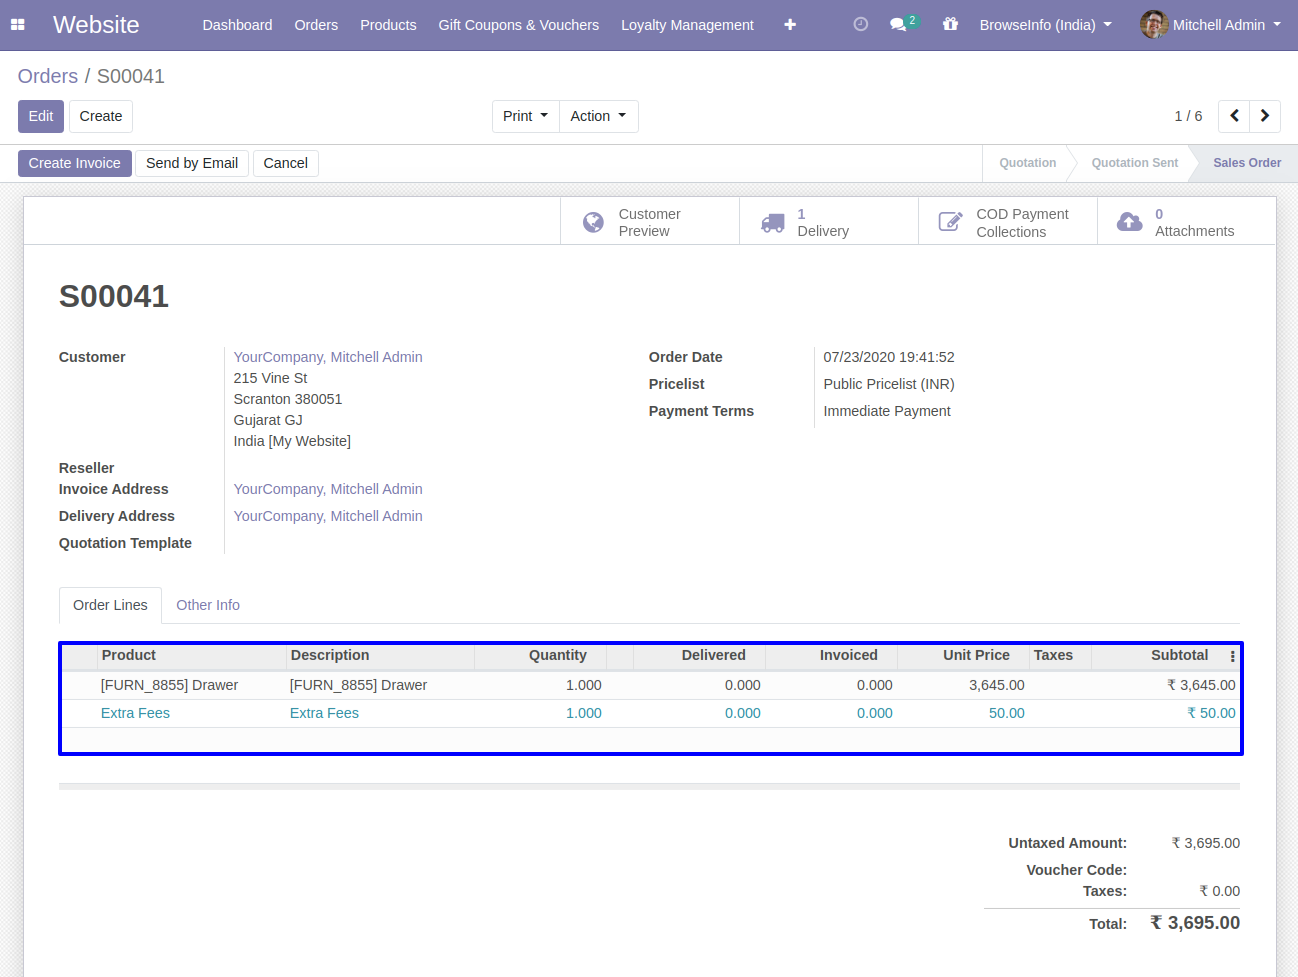 Website Dashboard Orders Products Gift Coupons & Vouchers Loyalty Management 2 BrowseInfo (India) Mitchell Admin
Orders / S00041
Edit Create Print Action 1 / 6
Create Invoice Send by Email Cancel Quotation Quotation Sent Sales Order
Customer Preview
1 Delivery
COD Payment Collections
0 Attachments
S00041
Customer YourCompany, Mitchell Admin
215 Vine St
Scranton 380051
Gujarat GJ
India [My Website]
Reseller
Invoice Address YourCompany, Mitchell Admin
Delivery Address YourCompany, Mitchell Admin
Quotation Template
Order Date 07/23/2020 19:41:52
Pricelist Public Pricelist (INR)
Payment Terms Immediate Payment
Order Lines Other Info
Product Description Quantity Delivered Invoiced Unit Price Taxes Subtotal
[FURN_8855] Drawer [FURN_8855] Drawer 1.000 0.000 0.000 3,645.00 ₹ 3,645.00
Extra Fees Extra Fees 1.000 0.000 0.000 50.00 ₹ 50.00
Untaxed Amount: ₹ 3,695.00
Voucher Code:
Taxes: ₹ 0.00
Total: ₹ 3,695.00